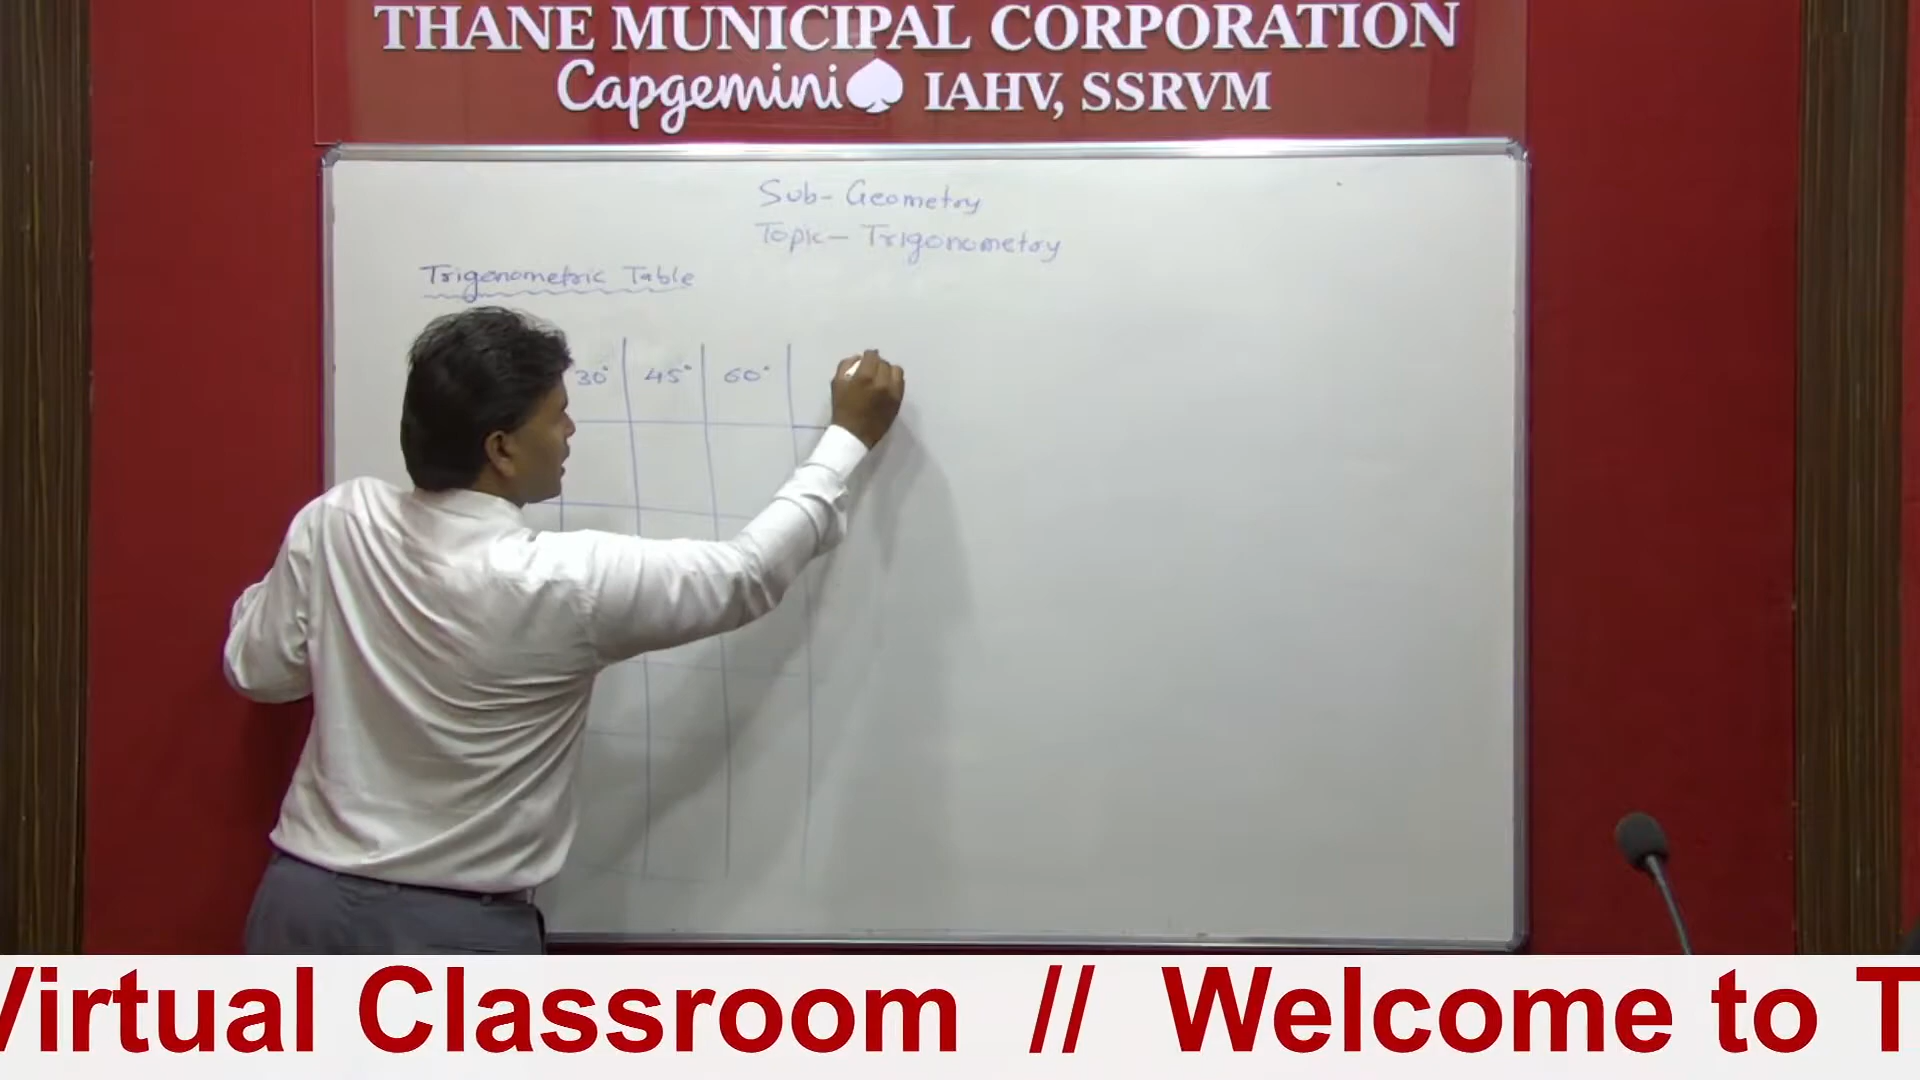 THANE MUNICIPAL CORPORATION
Capgemini IAHV, SSRVM
Sub- Geometry
Topic- Trigonometry
Trigonometric Table
30° 45° 60°
Virtual Classroom // Welcome to T